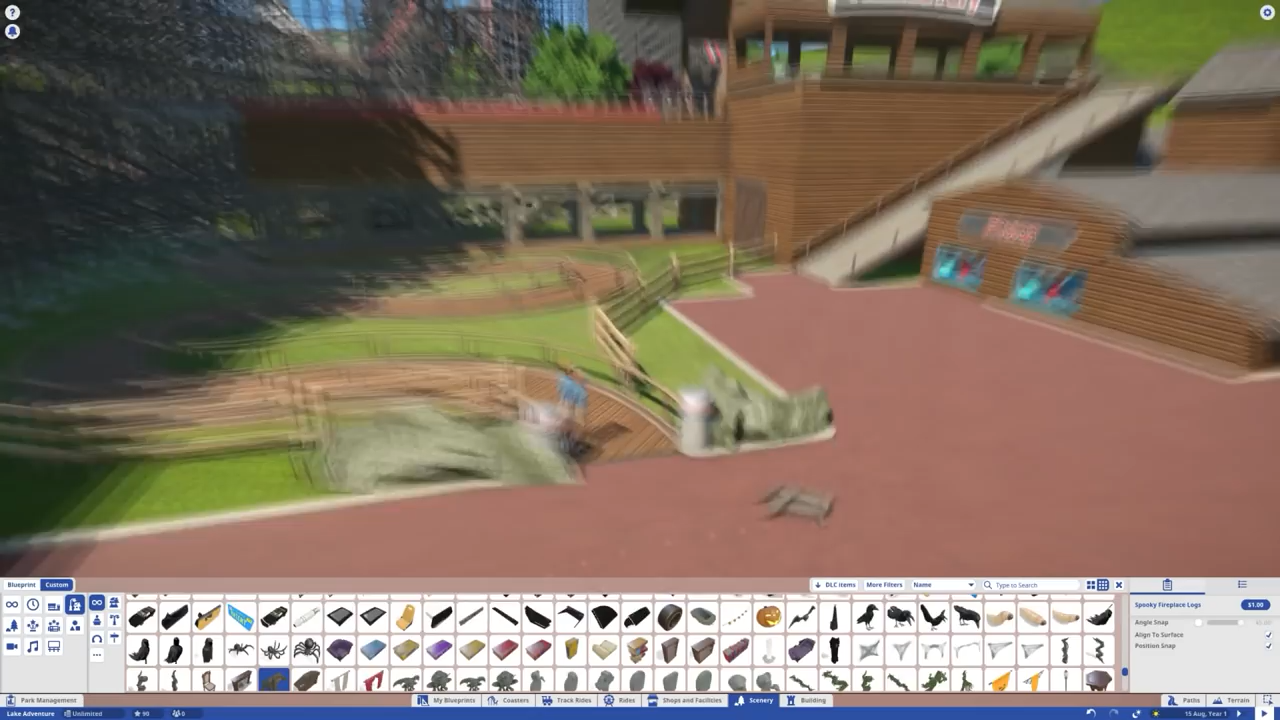 ?
Blueprint
Custom
DLC items
More Filters
Name
Type to Search
Spooky Fireplace Logs
$1.00
Angle Snap
Align To Surface
Position Snap
Park Management
My Blueprints
Coasters
Track Rides
Rides
Shops and Facilities
Scenery
Building
Paths
Terrain
Lake Adventure
Unlimited
90
0
15 Aug, Year 1